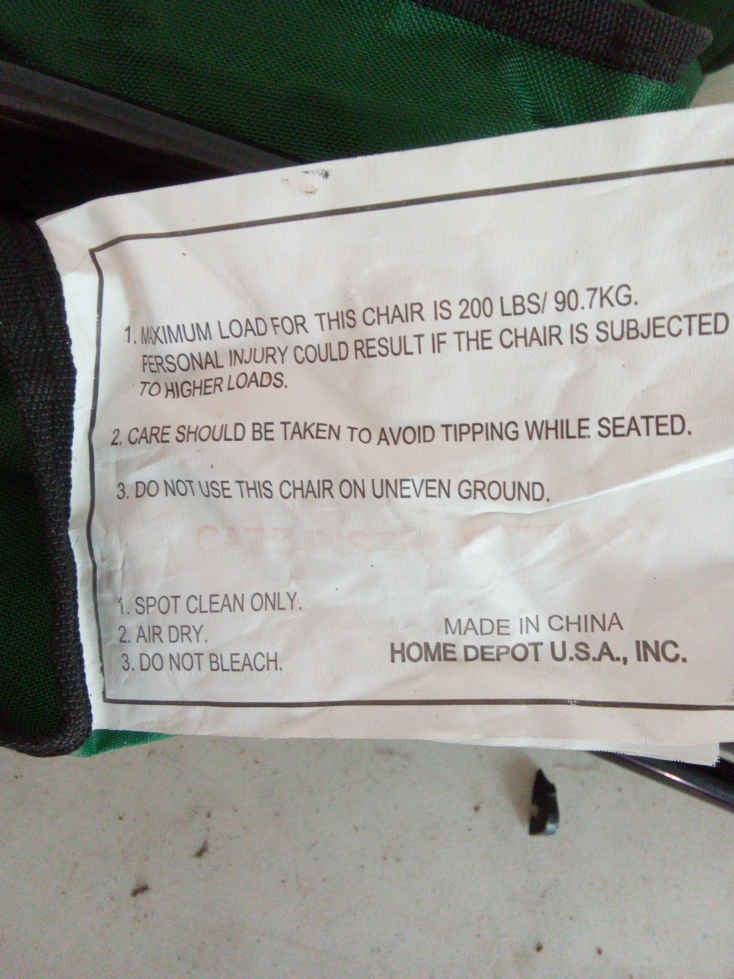 1. MAXIMUM LOAD FOR THIS CHAIR IS 200 LBS/ 90.7KG.
PERSONAL INJURY COULD RESULT IF THE CHAIR IS SUBJECTED
TO HIGHER LOADS.
2. CARE SHOULD BE TAKEN TO AVOID TIPPING WHILE SEATED.
3. DO NOT USE THIS CHAIR ON UNEVEN GROUND.
1. SPOT CLEAN ONLY.
2. AIR DRY.
3. DO NOT BLEACH.
MADE IN CHINA
HOME DEPOT U.S.A., INC.